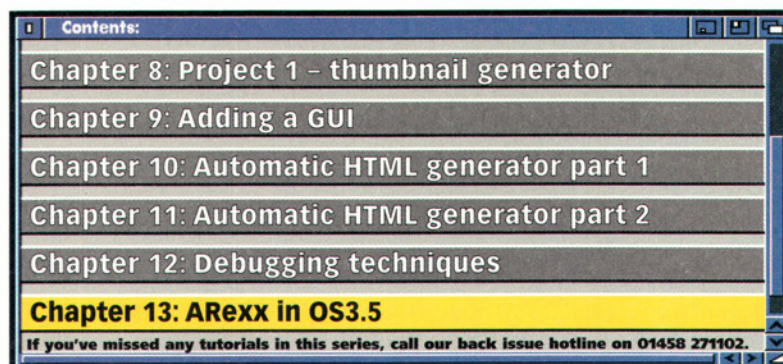 Contents:
Chapter 8: Project 1 – thumbnail generator
Chapter 9: Adding a GUI
Chapter 10: Automatic HTML generator part 1
Chapter 11: Automatic HTML generator part 2
Chapter 12: Debugging techniques
Chapter 13: ARexx in OS3.5
If you've missed any tutorials in this series, call our back issue hotline on 01458 271102.